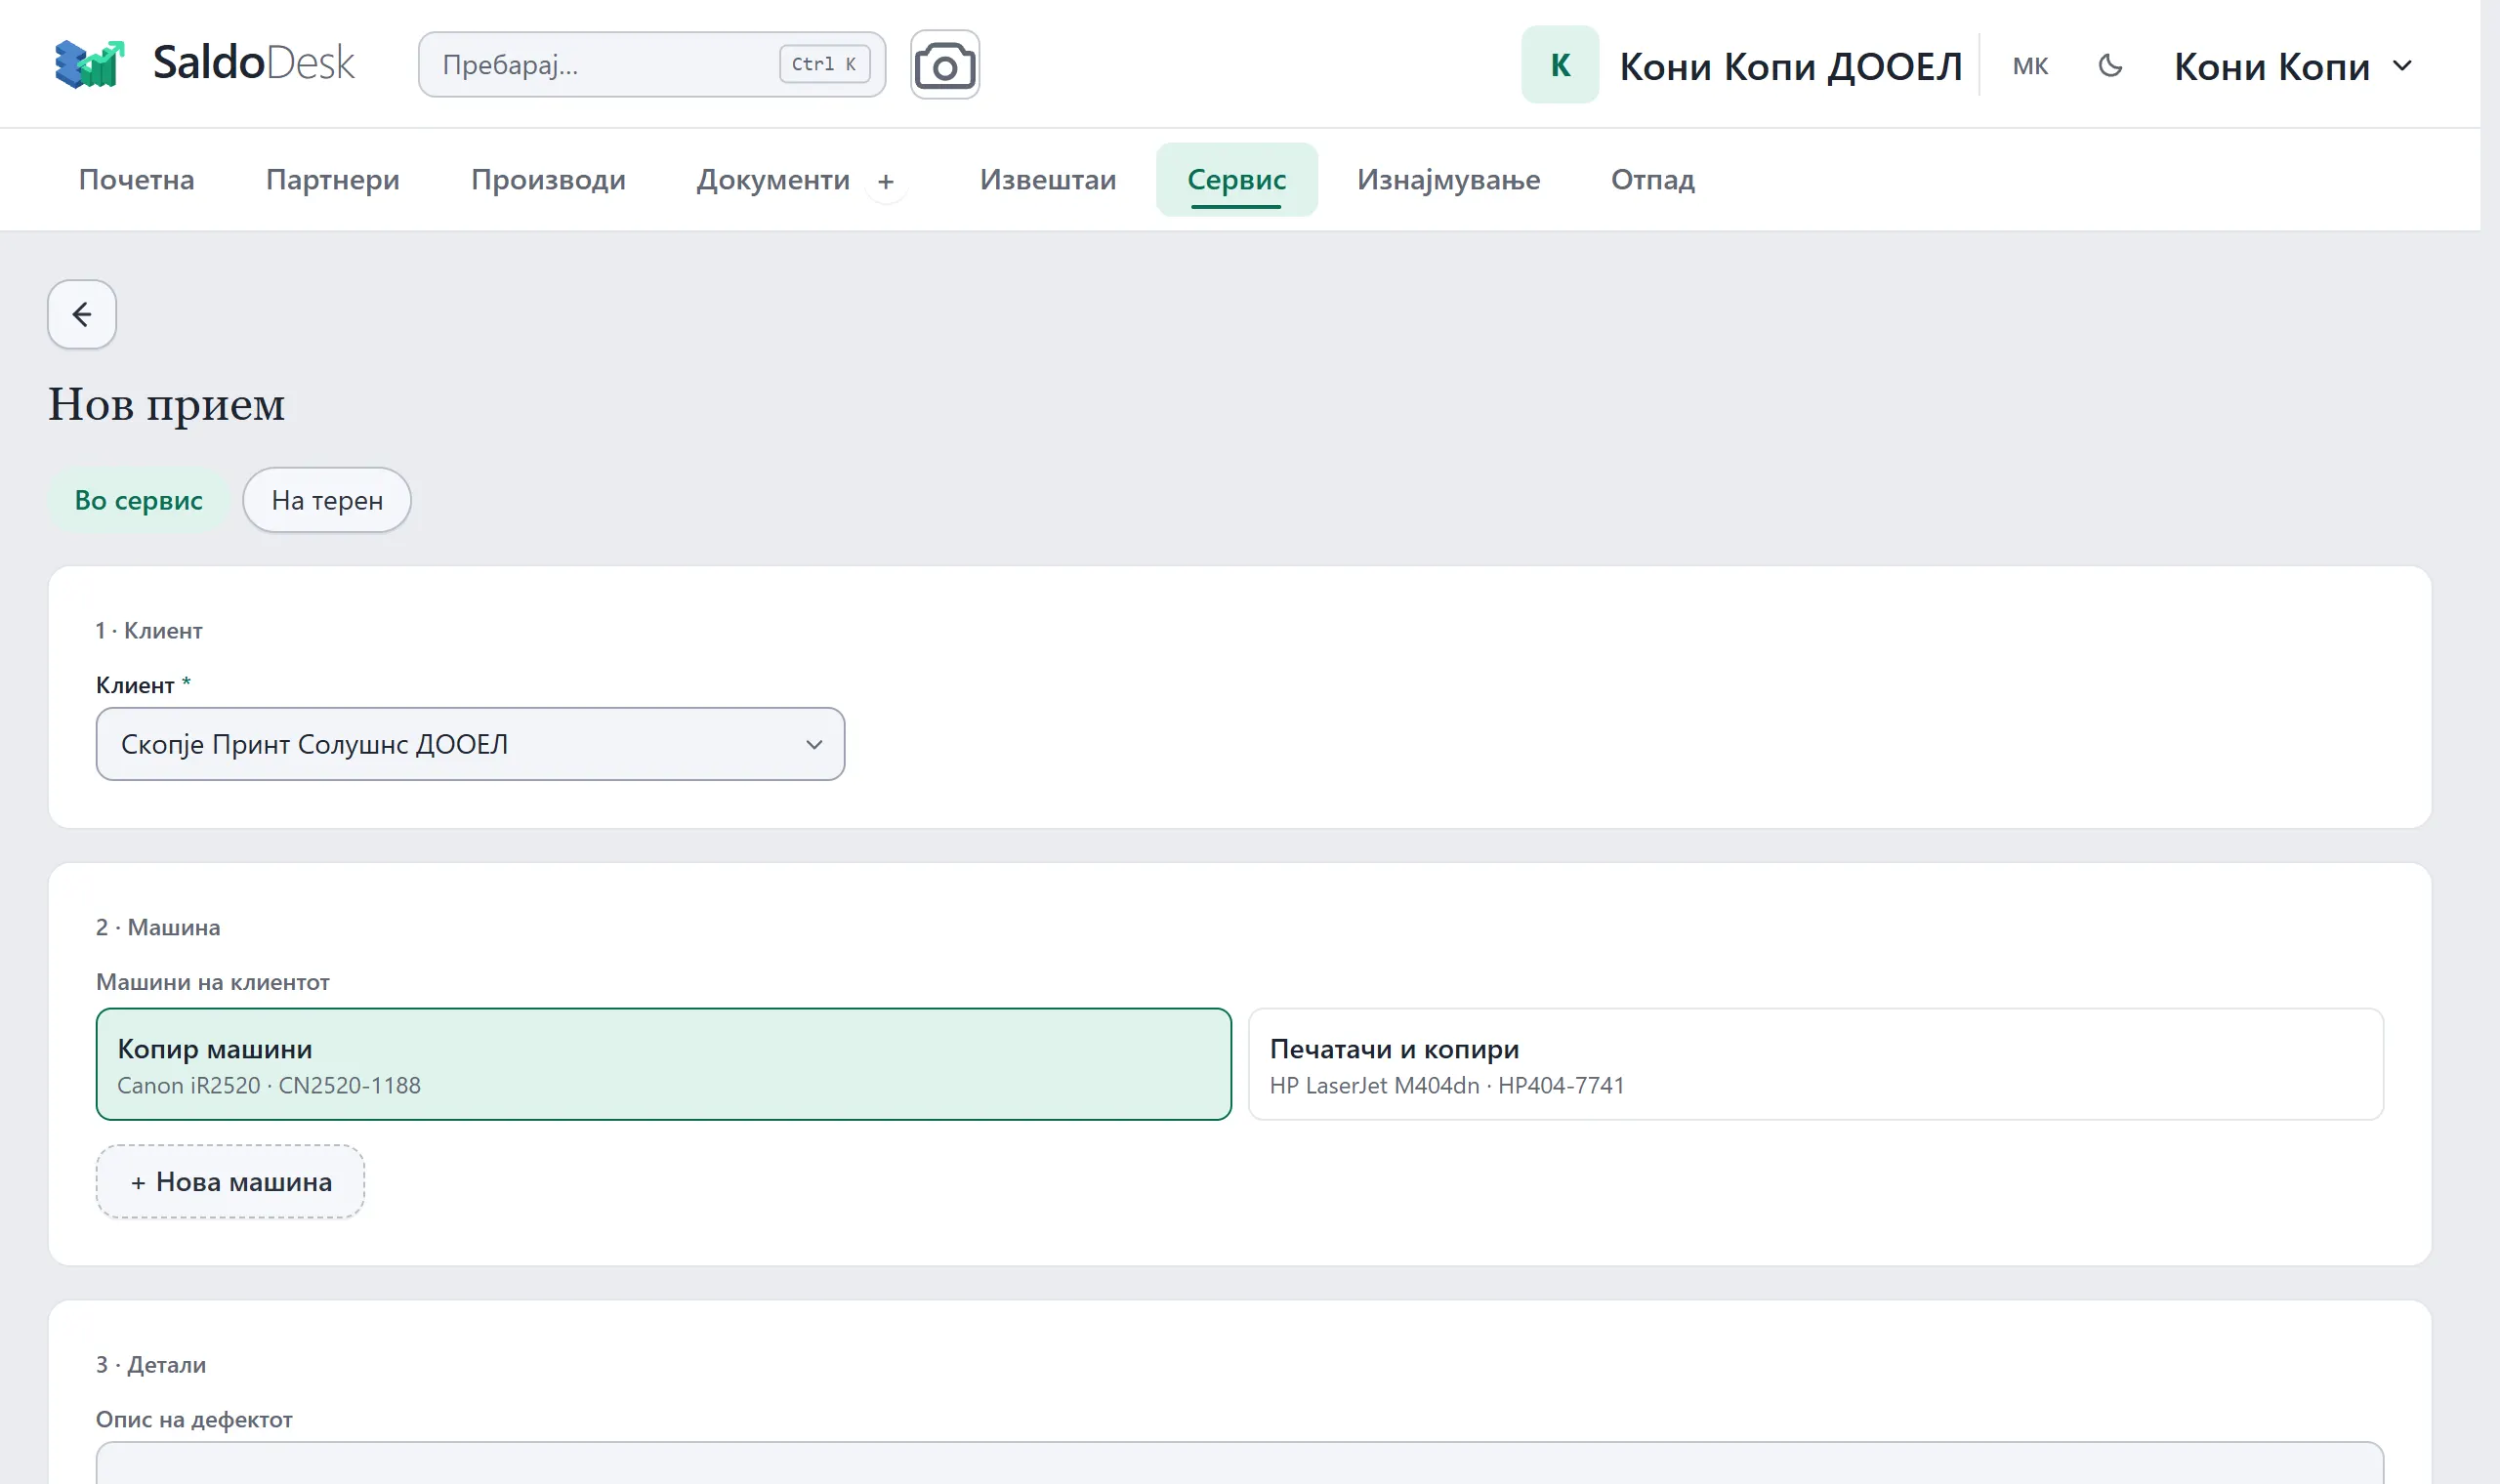 SaldoDesk
Пребарај...
Ctrl K
К
Кони Копи ДООЕЛ
МК
Кони Копи
Почетна
Партнери
Производи
Документи +
Извештаи
Сервис
Изнајмување
Отпад
Нов прием
Во сервис
На терен
1 · Клиент
Клиент *
Скопје Принт Солушнс ДООЕЛ
2 · Машина
Машини на клиентот
Копир машини
Canon iR2520 · CN2520-1188
Печатачи и копири
HP LaserJet M404dn · HP404-7741
+ Нова машина
3 · Детали
Опис на дефектот